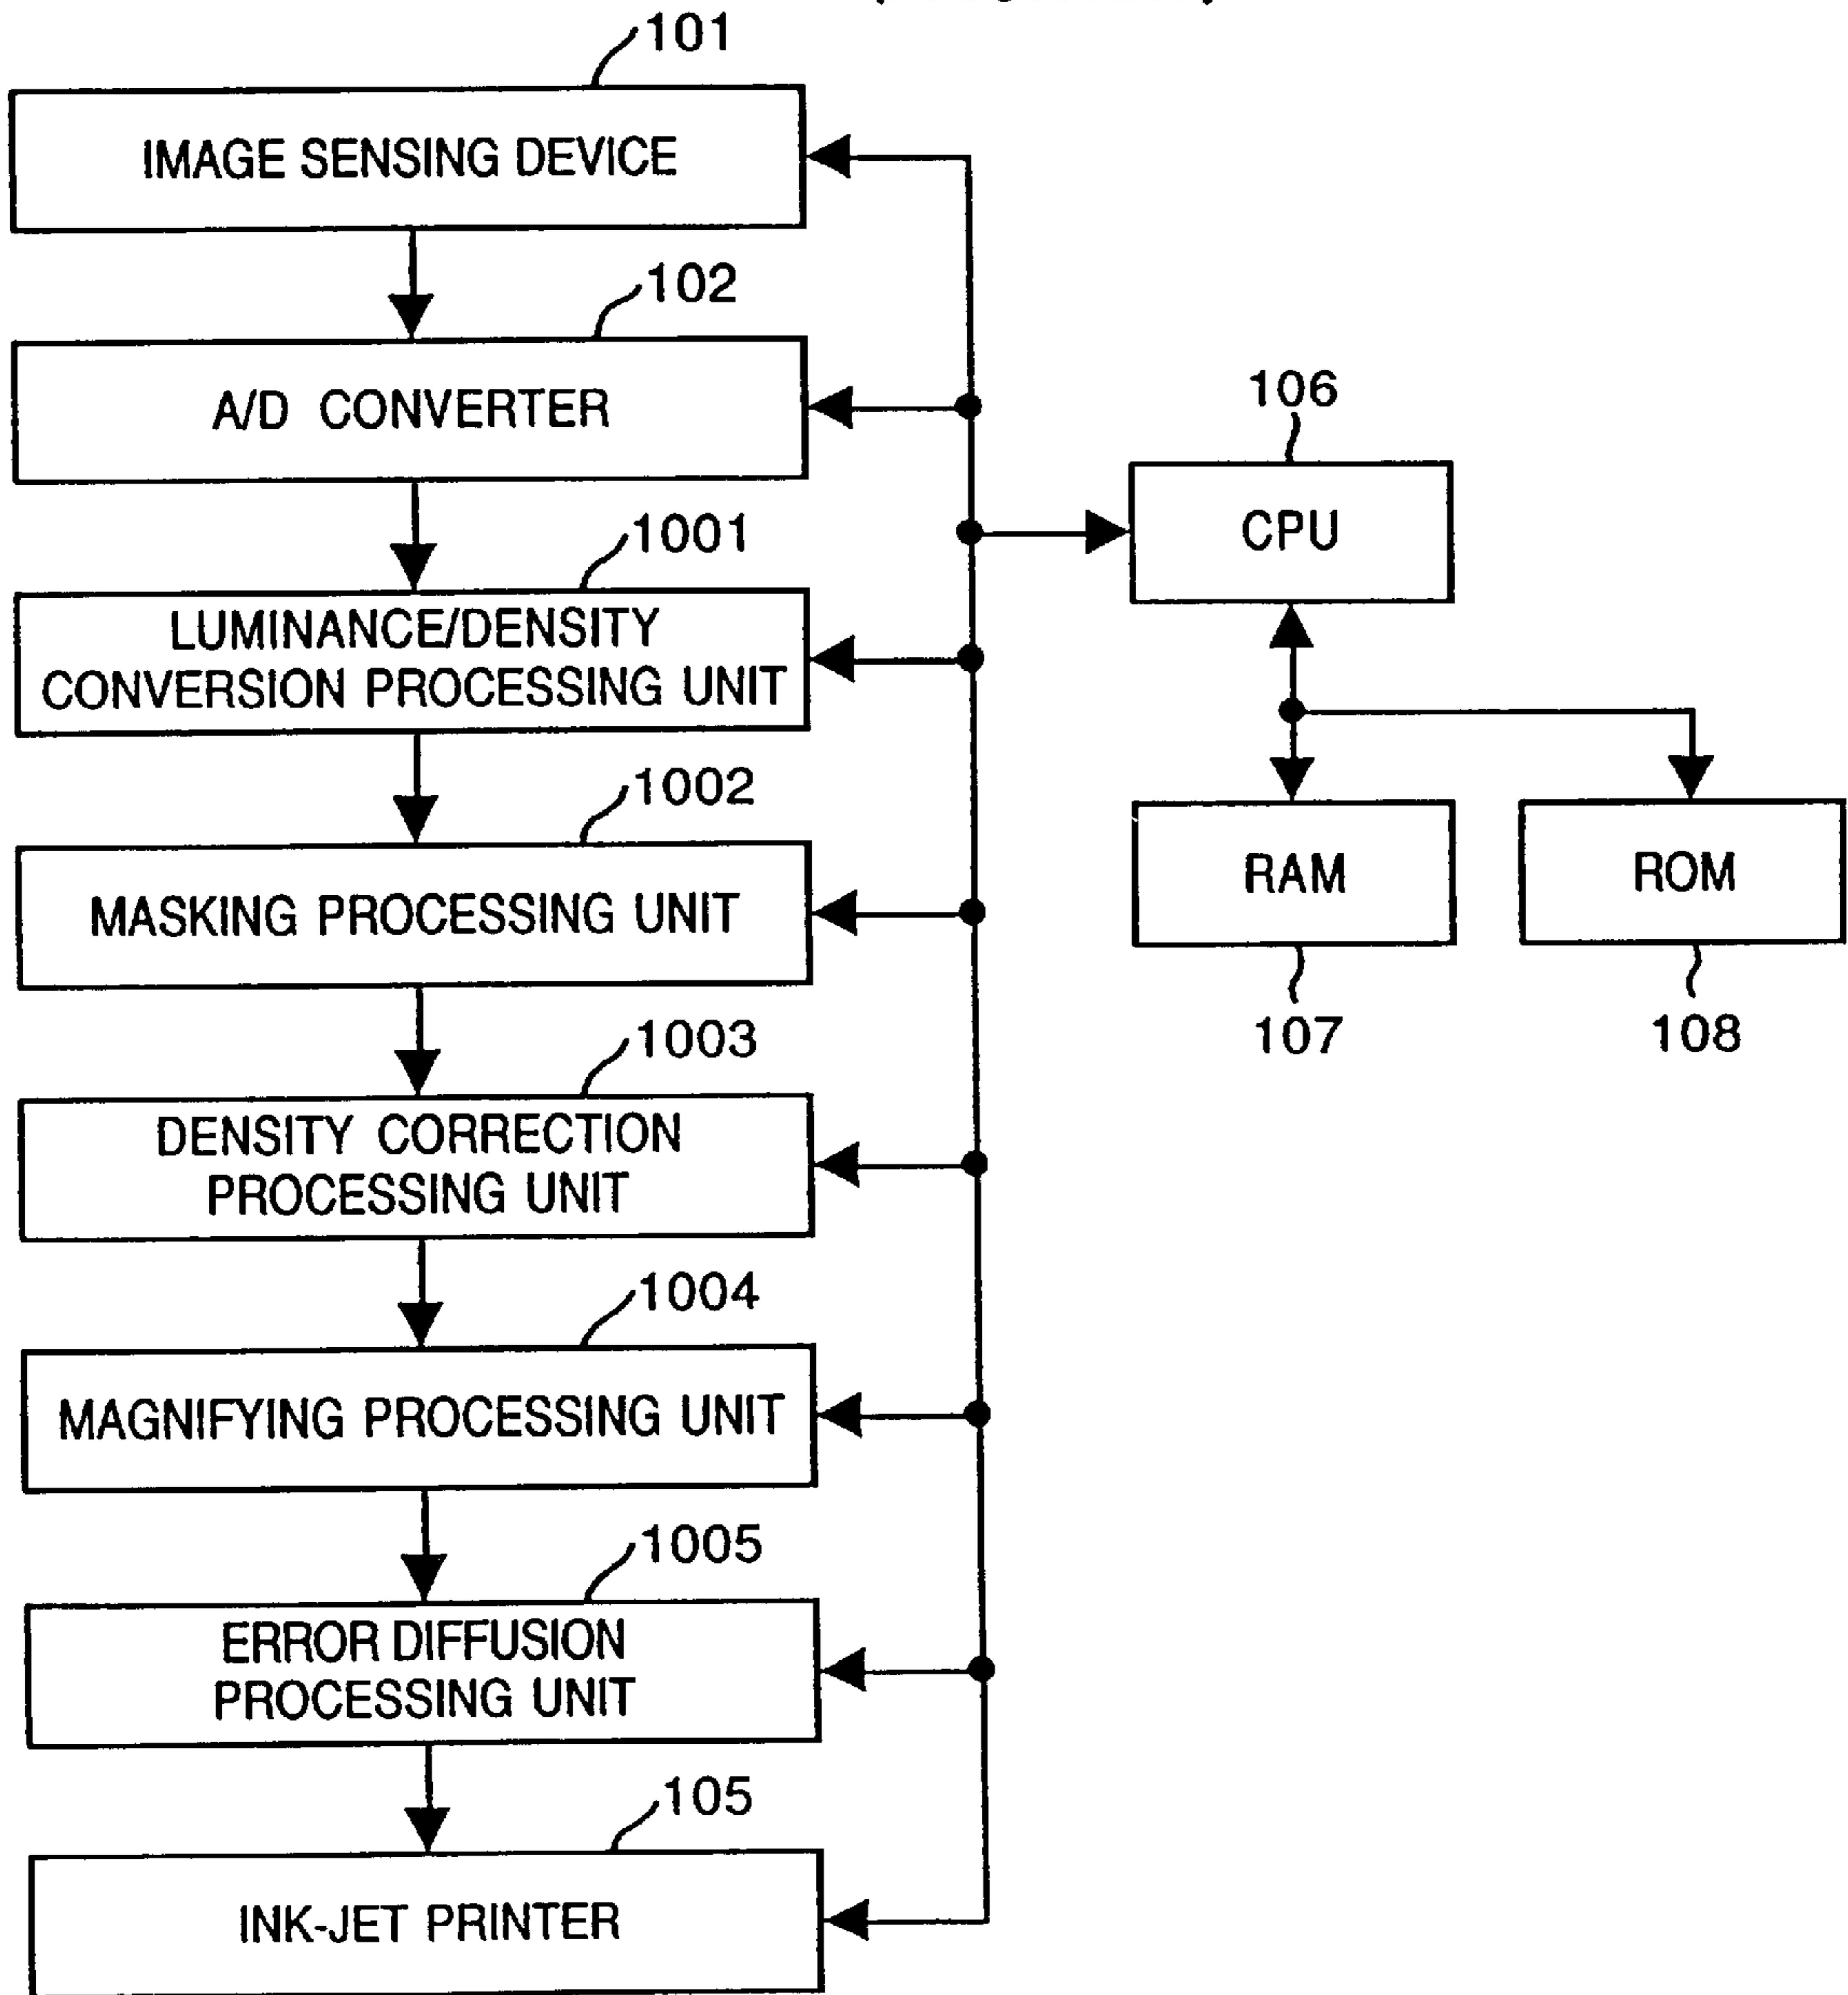 101
IMAGE SENSING DEVICE
102
A/D CONVERTER
106
CPU
1001
LUMINANCE/DENSITY
CONVERSION PROCESSING UNIT
1002
MASKING PROCESSING UNIT
RAM
ROM
107
108
1003
DENSITY CORRECTION
PROCESSING UNIT
1004
MAGNIFYING PROCESSING UNIT
1005
ERROR DIFFUSION
PROCESSING UNIT
105
INK-JET PRINTER